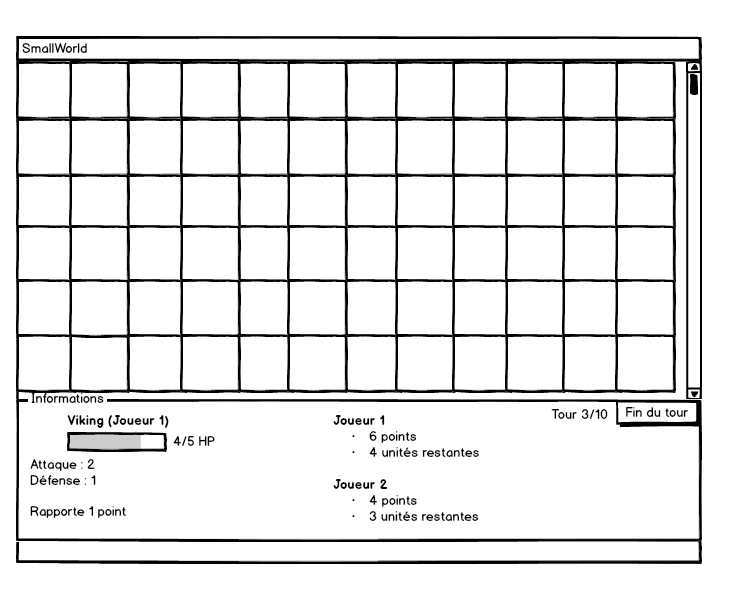 SmallWorld
Informations
Viking (Joueur 1)
4/5 HP
Attaque : 2
Défense : 1
Rapporte 1 point
Joueur 1
· 6 points
· 4 unités restantes
Joueur 2
· 4 points
· 3 unités restantes
Tour 3/10
Fin du tour